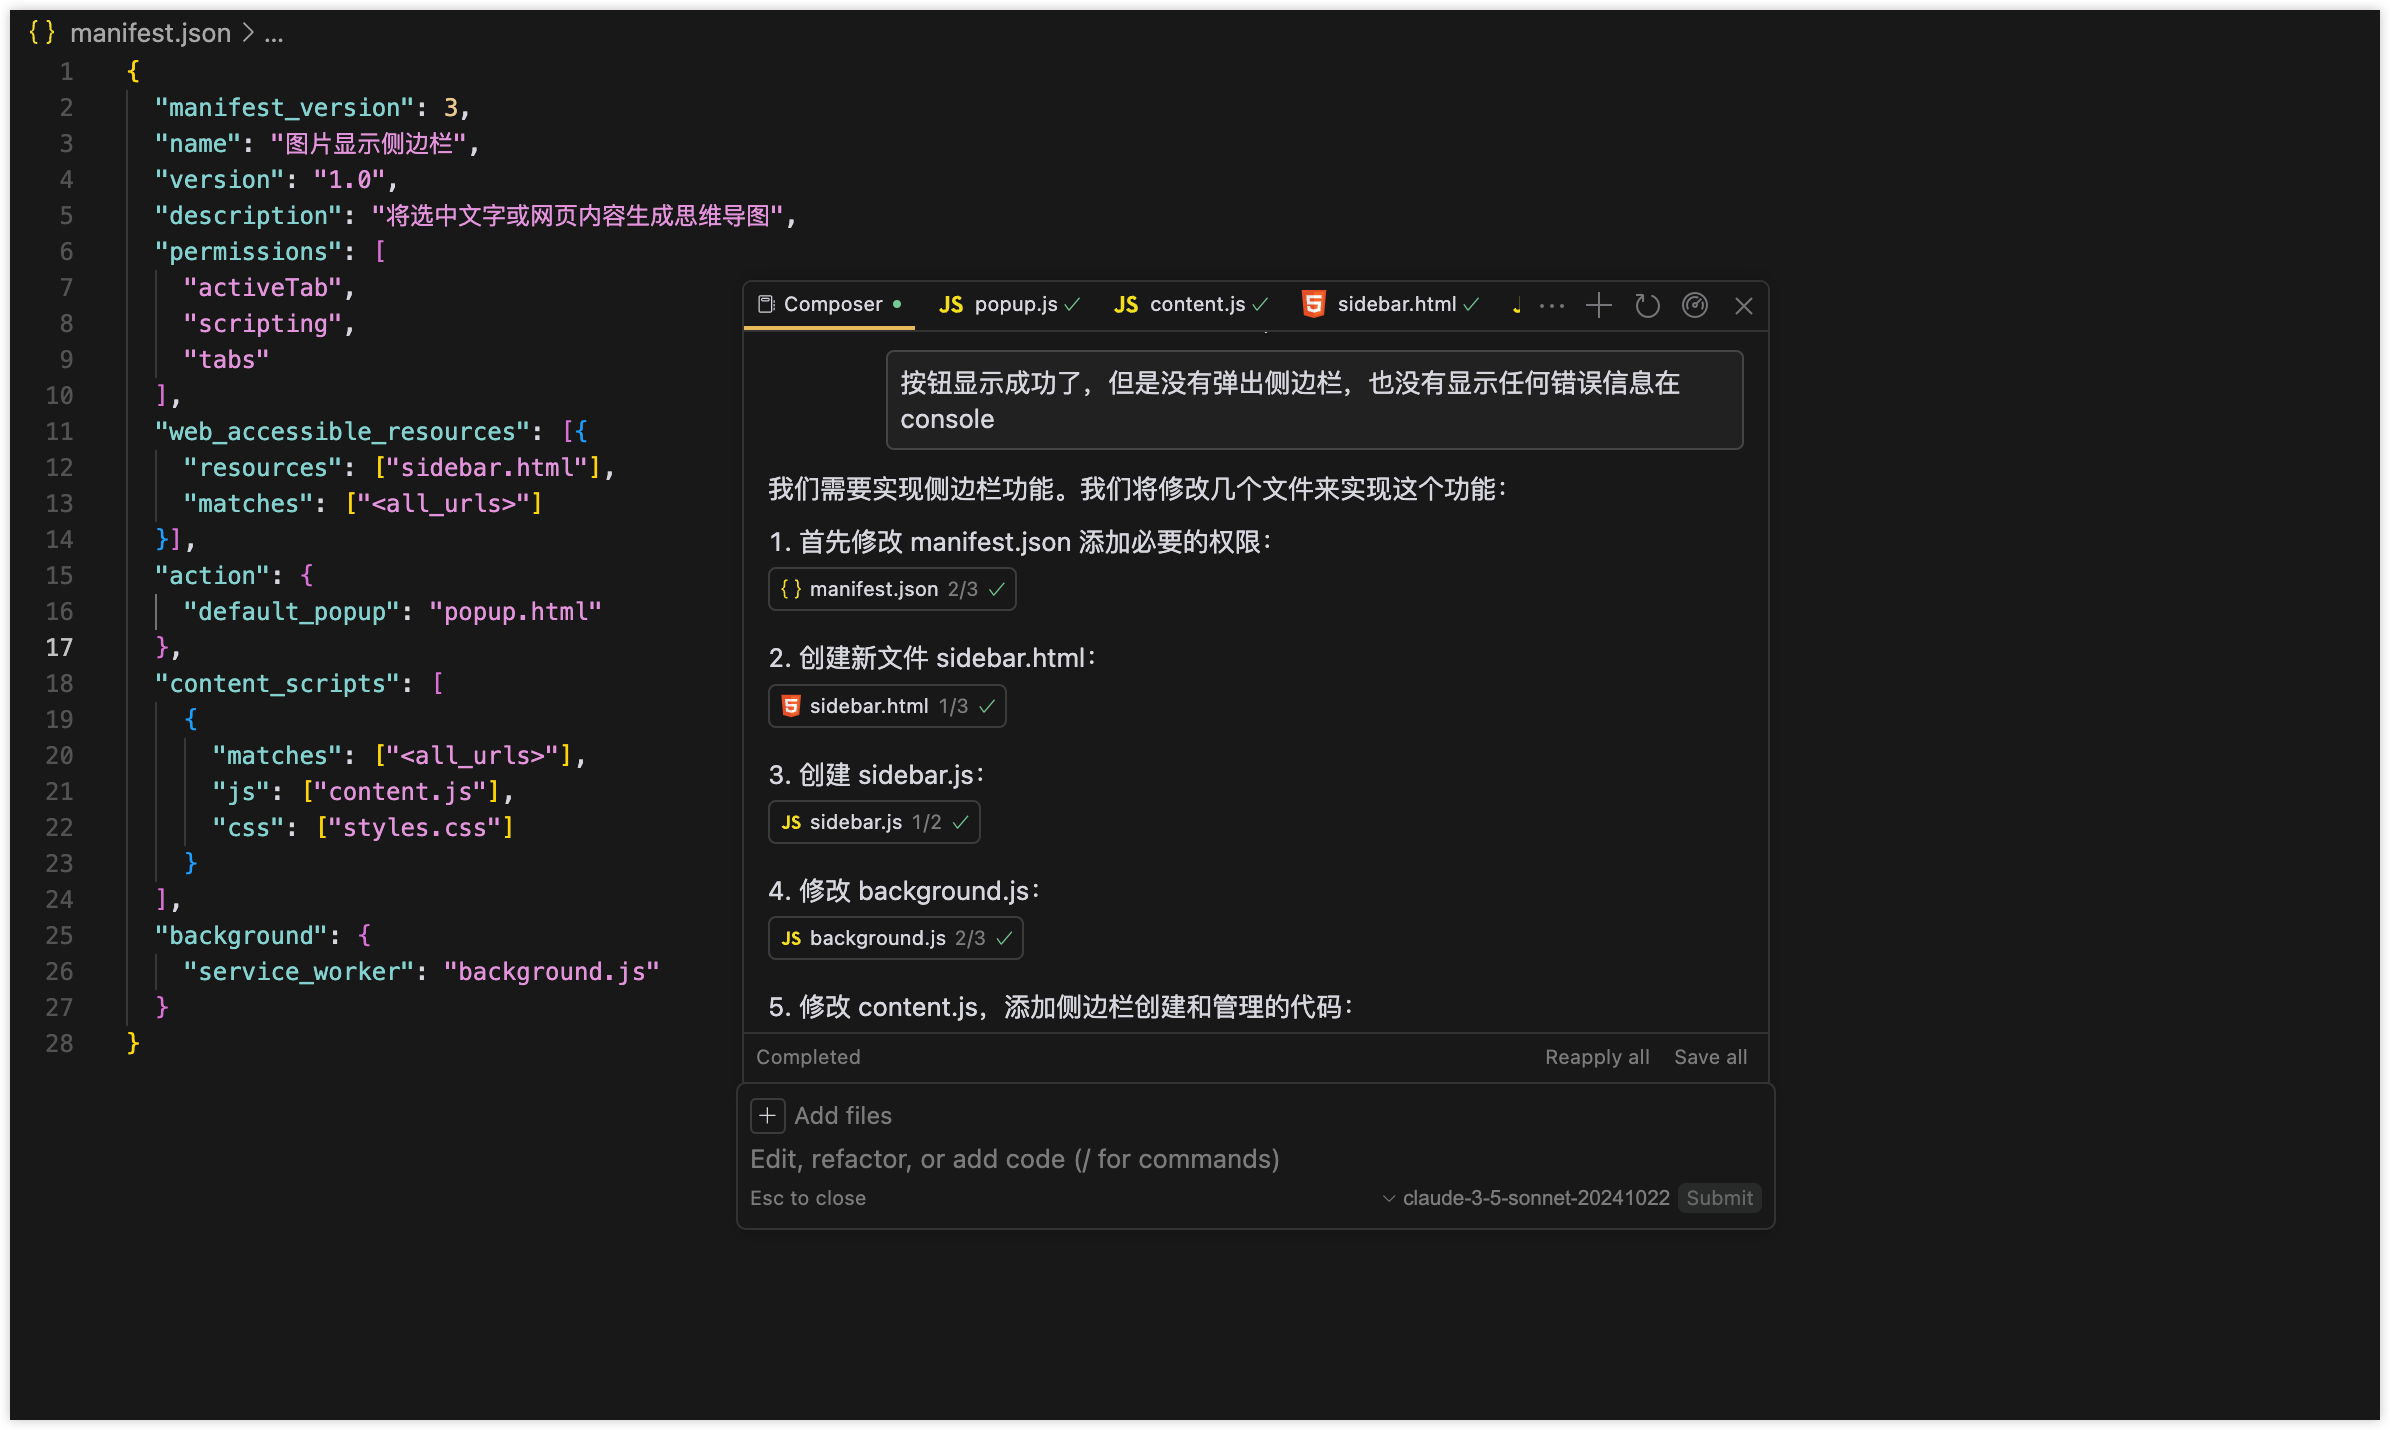 {} manifest.json > ...
1 {
2 "manifest_version": 3,
3 "name": "图片显示侧边栏",
4 "version": "1.0",
5 "description": "将选中文字或网页内容生成思维导图",
6 "permissions": [
7 "activeTab",
8 "scripting",
9 "tabs"
10 ],
11 "web_accessible_resources": [{
12 "resources": ["sidebar.html"],
13 "matches": ["<all_urls>"]
14 }],
15 "action": {
16 "default_popup": "popup.html"
17 },
18 "content_scripts": [
19 {
20 "matches": ["<all_urls>"],
21 "js": ["content.js"],
22 "css": ["styles.css"]
23 }
24 ],
25 "background": {
26 "service_worker": "background.js"
27 }
28 }
Composer JS popup.js JS content.js sidebar.html ...
按钮显示成功了，但是没有弹出侧边栏，也没有显示任何错误信息在
console
我们需要实现侧边栏功能。我们将修改几个文件来实现这个功能：
1. 首先修改 manifest.json 添加必要的权限：
{} manifest.json 2/3
2. 创建新文件 sidebar.html：
sidebar.html 1/3
3. 创建 sidebar.js：
JS sidebar.js 1/2
4. 修改 background.js：
JS background.js 2/3
5. 修改 content.js，添加侧边栏创建和管理的代码：
Completed Reapply all Save all
+ Add files
Edit, refactor, or add code (/ for commands)
Esc to close claude-3-5-sonnet-20241022 Submit